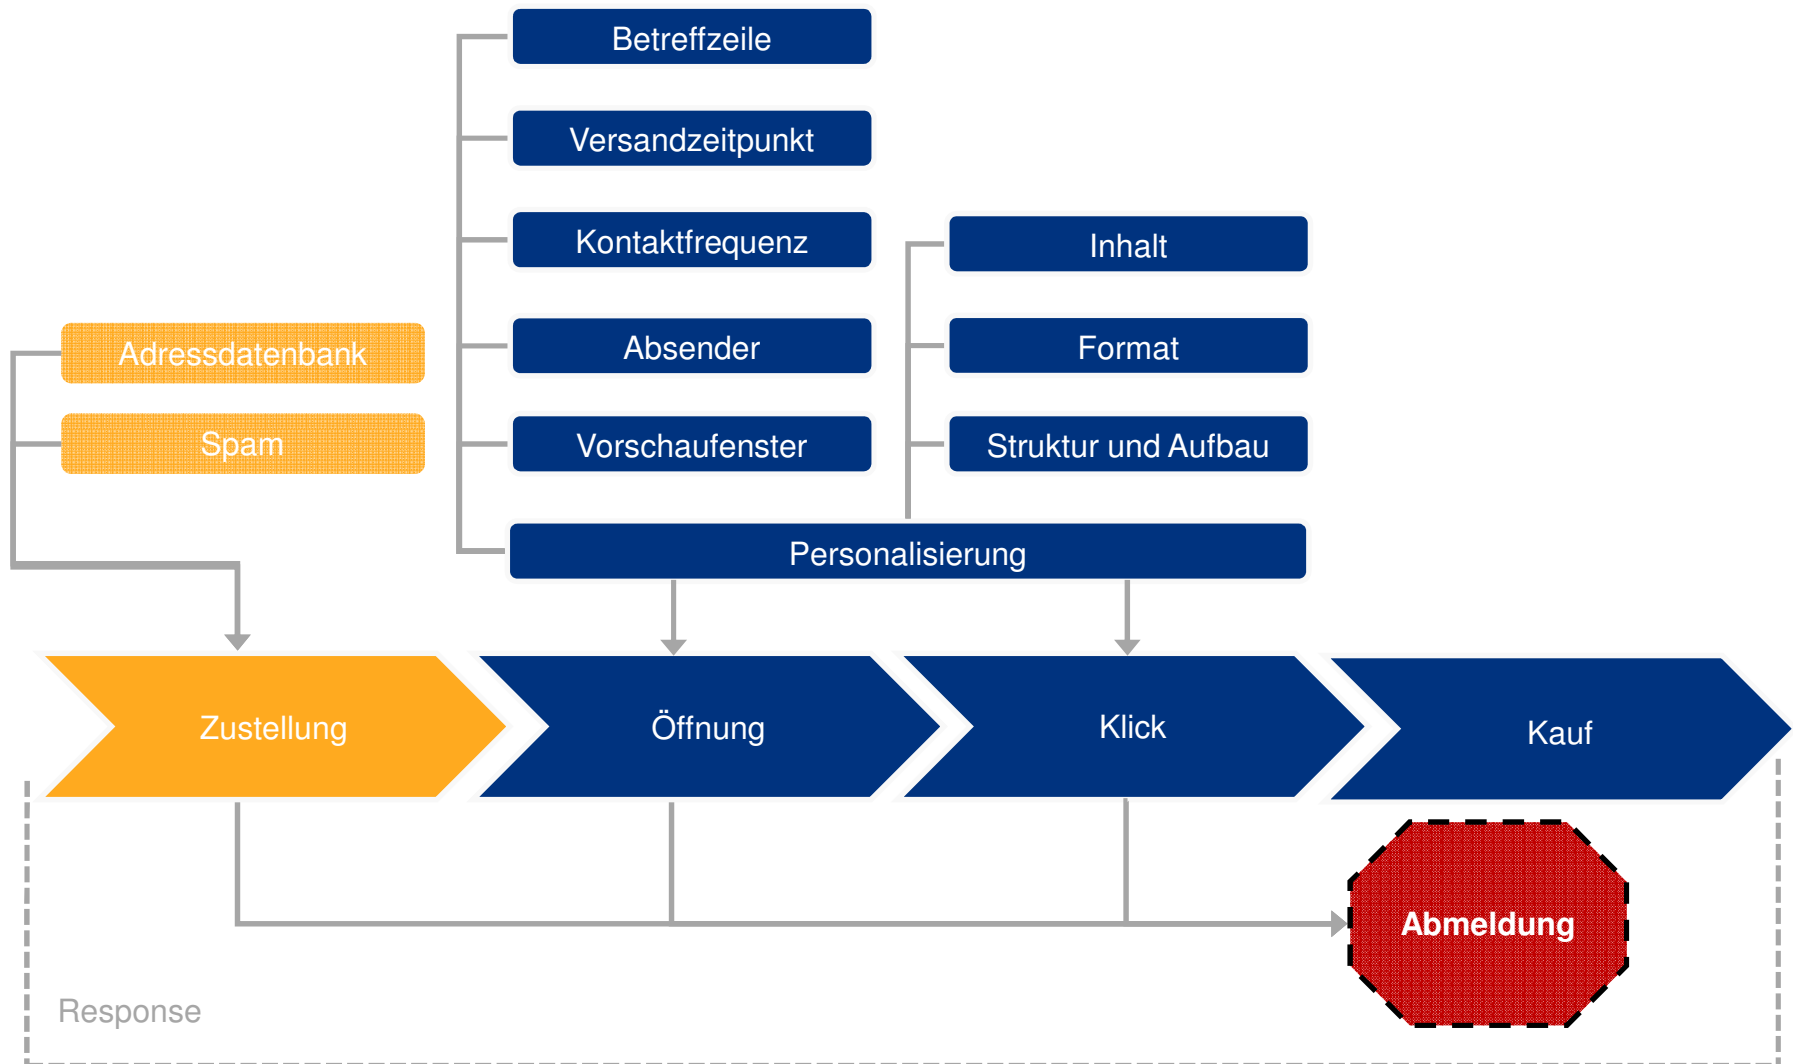 Betreffzeile
Versandzeitpunkt
Kontaktfrequenz
Inhalt
Adressdatenbank
Absender
Format
Spam
Vorschaufenster
Struktur und Aufbau
Personalisierung
Zustellung
Öffnung
Klick
Kauf
Abmeldung
Response